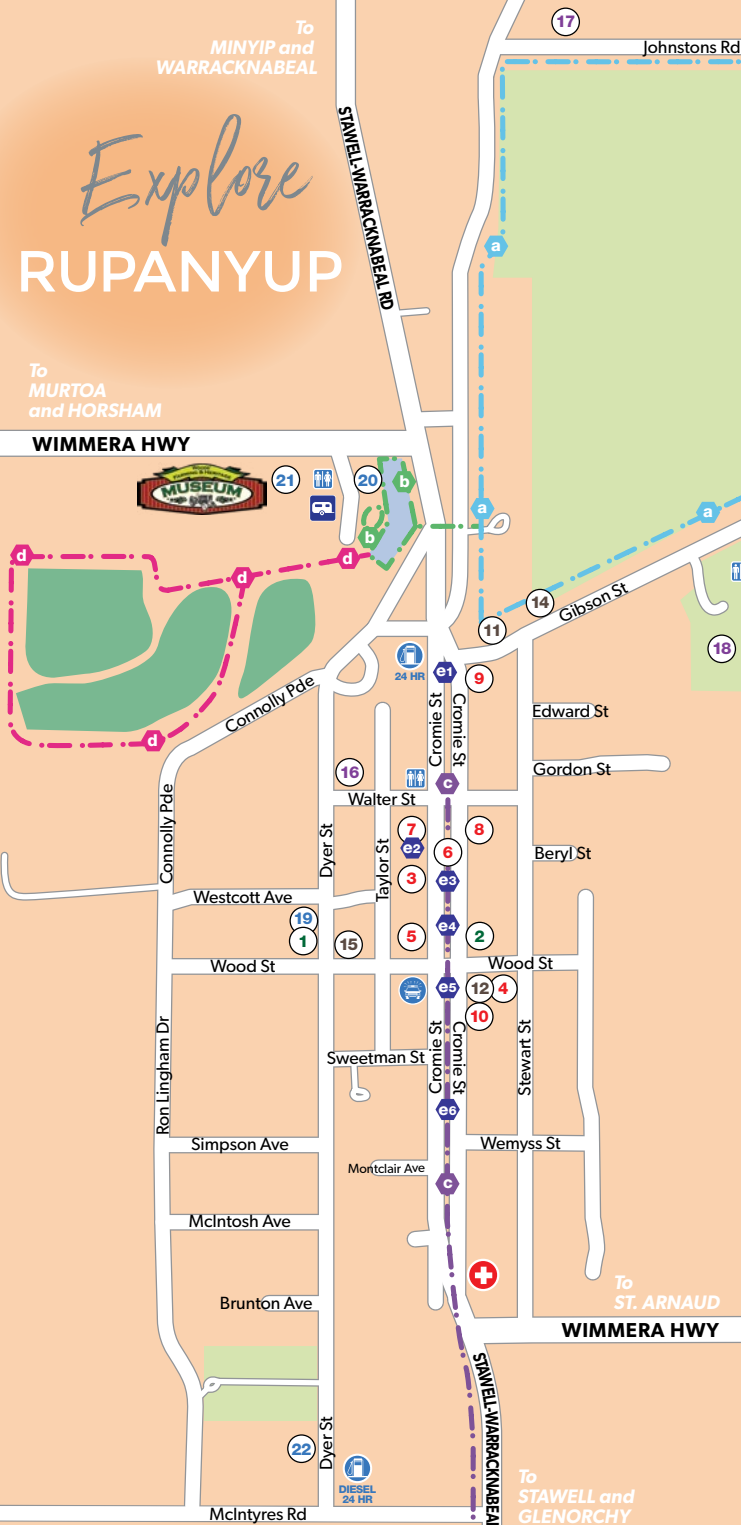 To
MINYIP and
WARRACKNABEAL
17
Johnstons Rd
STAWELL-WARRACKNABEAL RD
Explore
RUPANYUP
a
To
MURTOA
and HORSHAM
WIMMERA HWY
MUSEUM
21
20
b
a
a
b
d
d
d
14
Gibson St
11
18
24 HR
e1
9
Connolly Pde
Cromie St
Cromie St
Edward St
d
16
c
Gordon St
Walter St
Connolly Pde
Dyer St
Taylor St
7
8
e2
6
Beryl St
3
e3
Westcott Ave
19
1
15
5
e4
2
Wood St
Wood St
e5
12
4
10
Ron Lingham Dr
Cromie St
Cromie St
Stewart St
Sweetman St
e6
Simpson Ave
Wemyss St
Montclair Ave
c
McIntosh Ave
Brunton Ave
To
ST. ARNAUD
WIMMERA HWY
STAWELL-WARRACKNABEAL
Dyer St
22
DIESEL
24 HR
To
STAWELL and
GLENORCHY
McIntyres Rd